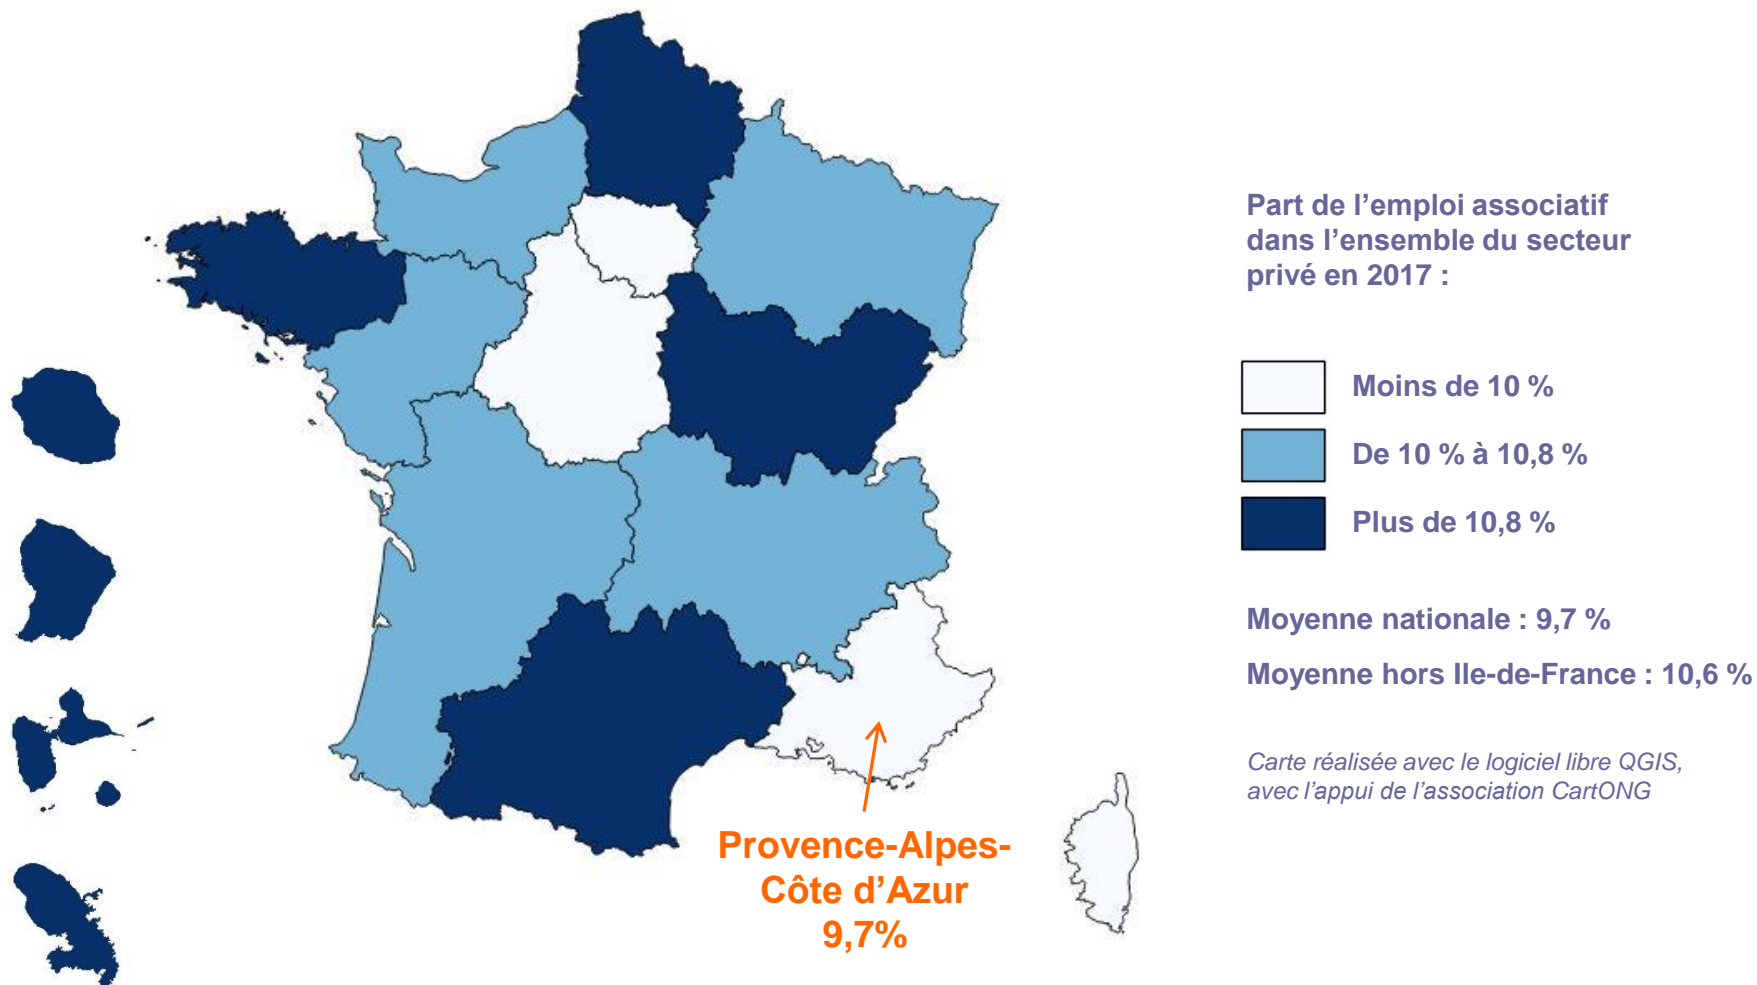 Part de l’emploi associatif
dans l’ensemble du secteur
privé en 2017 :
Moins de 10 %
De 10 % à 10,8 %
Plus de 10,8 %
Moyenne nationale : 9,7 %
Moyenne hors Ile-de-France : 10,6 %
Carte réalisée avec le logiciel libre QGIS,
avec l’appui de l’association CartONG
Provence-Alpes-
Côte d’Azur
9,7%